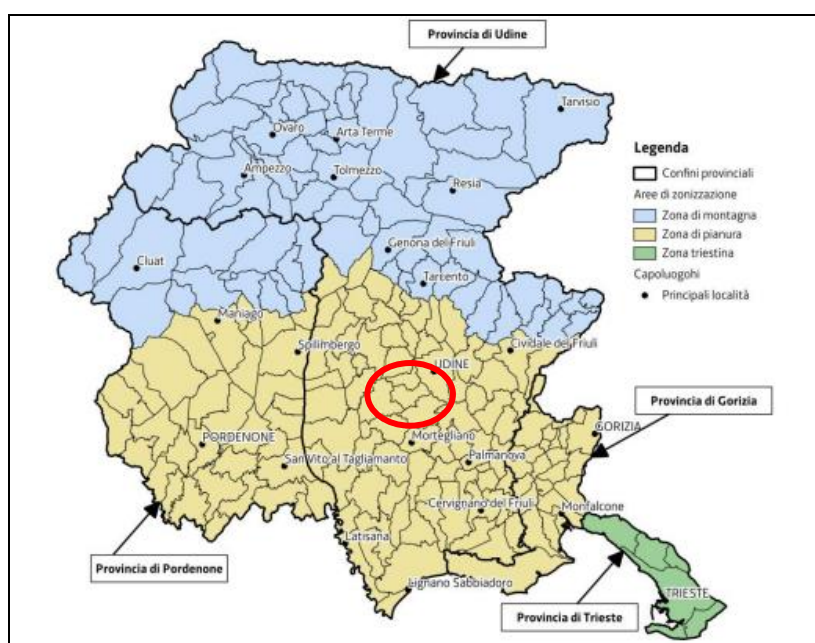 Provincia di Udine
Tarvisio
Ovaro
Arta Terme
Ampezzo
Tolmezzo
Resia
Legenda
Confini provinciali
Aree di zonizzazione
Zona di montagna
Zona di pianura
Zona triestina
Capoluogohi
Principali località
Genona del Friuli
Cluat
Tarcento
Maniago
Spilimbergo
Cividale del Friuli
UDINE
Provincia di Gorizia
GORIZIA
PORDENONE
Mortegliano
San Vito al Tagliamanto
Palmanova
Cervignano del Friuli
Monfalcone
Latisana
Provincia di Pordenone
Lignano Sabbiadoro
TRIESTE
Provincia di Trieste